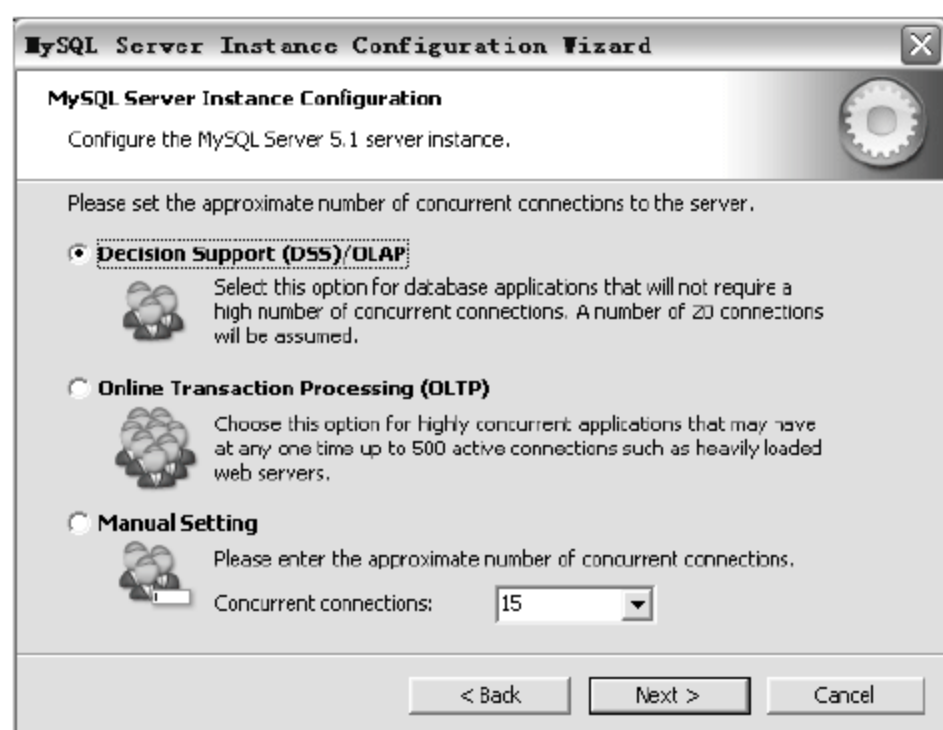 MySQL Server Instance Configuration Wizard
MySQL Server Instance Configuration
Configure the MySQL Server 5.1 server instance.
Please set the approximate number of concurrent connections to the server.
Decision Support (DSS)/OLAP
Select this option for database applications that will not require a
high number of concurrent connections. A number of 20 connections
will be assumed.
Online Transaction Processing (OLTP)
Choose this option for highly concurrent applications that may have
at any one time up to 500 active connections such as heavily loaded
web servers.
Manual Setting
Please enter the approximate number of concurrent connections.
Concurrent connections: 15
< Back Next > Cancel